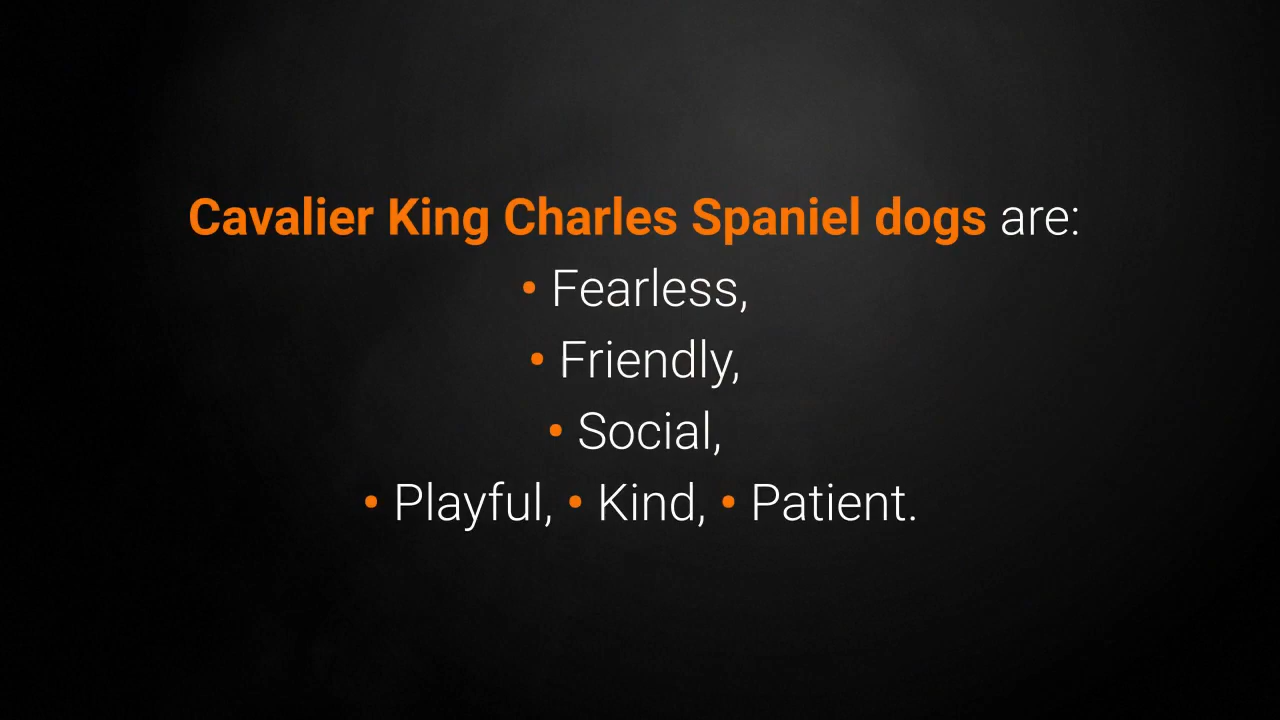 Cavalier King Charles Spaniel dogs are:
• Fearless,
• Friendly,
• Social,
• Playful, • Kind, • Patient.